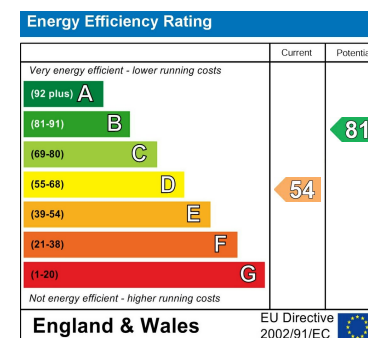 Energy Efficiency Rating
Current Potentia
Very energy efficient - lower running costs
(92 plus) A
(81-91) B
81
(69-80) C
(55-68) D
54
(39-54) E
(21-38) F
(1-20) G
Not energy efficient - higher running costs
England & Wales
EU Directive
2002/91/EC